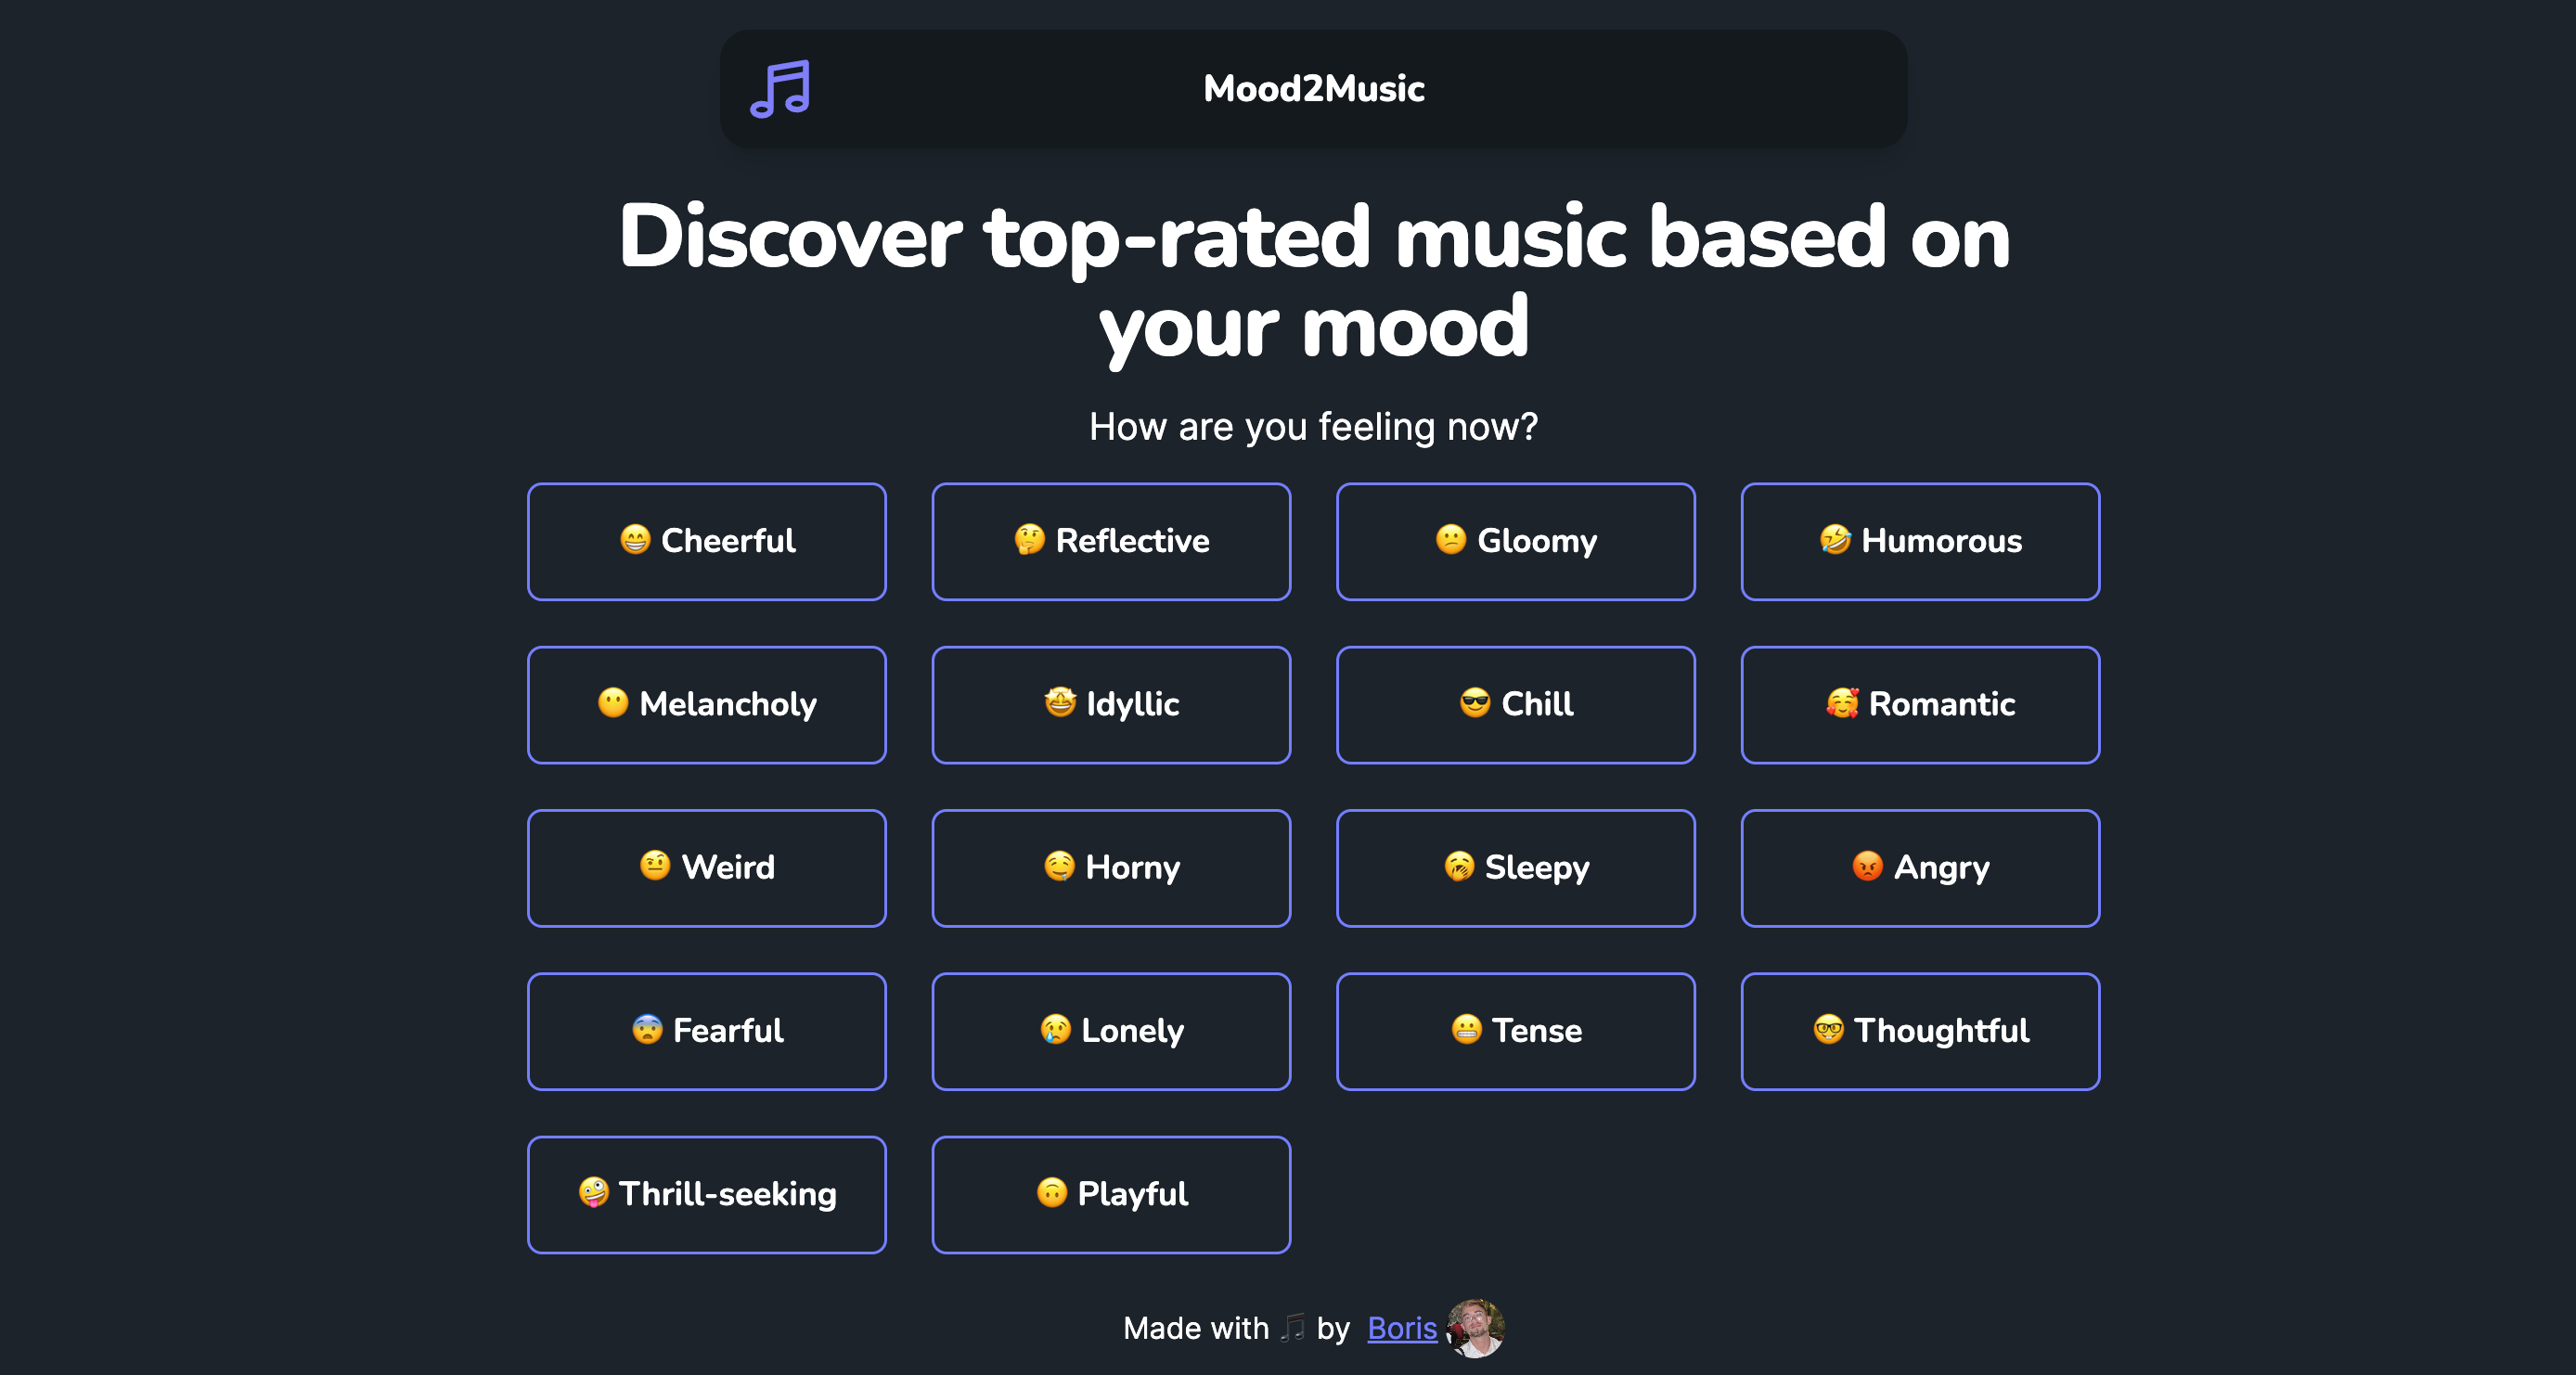 Mood2Music
Discover top-rated music based on
your mood
How are you feeling now?
😁 Cheerful
🤔 Reflective
😕 Gloomy
🤣 Humorous
😶 Melancholy
🤩 Idyllic
😎 Chill
🥰 Romantic
🤨 Weird
🤤 Horny
🥱 Sleepy
😡 Angry
😨 Fearful
😢 Lonely
😬 Tense
🤓 Thoughtful
🤪 Thrill-seeking
🙃 Playful
Made with 🎵 by Boris